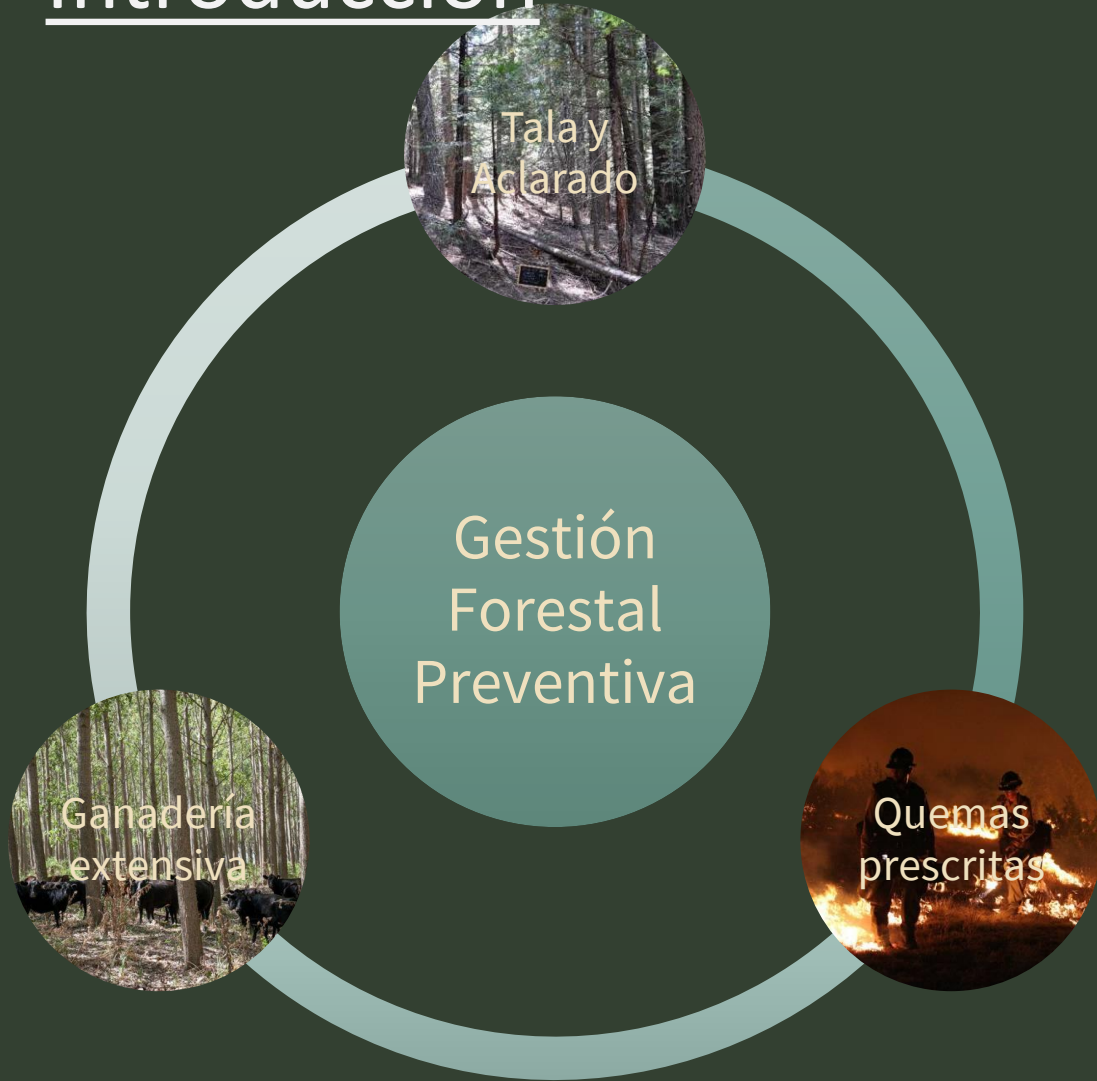 Introducción
Tala y
Aclarado
Gestión
Forestal
Preventiva
Ganadería
extensiva
Quemas
prescritas